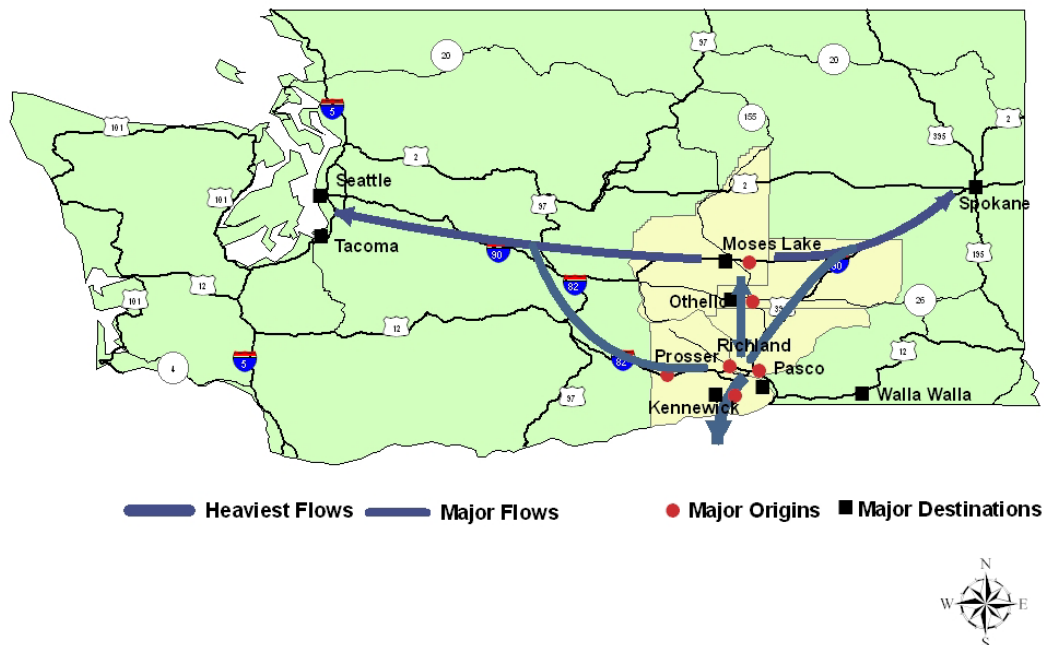 97
20
20
5
101
155
395
2
2
2
Seattle
101
97
Spokane
Tacoma
Moses Lake
90
90
195
12
82
Othello
101
395
26
12
Richland
12
5
82
Prosser
Pasco
4
97
Kennewick
Walla Walla
Heaviest Flows
Major Flows
Major Origins
Major Destinations
N
W
E
S